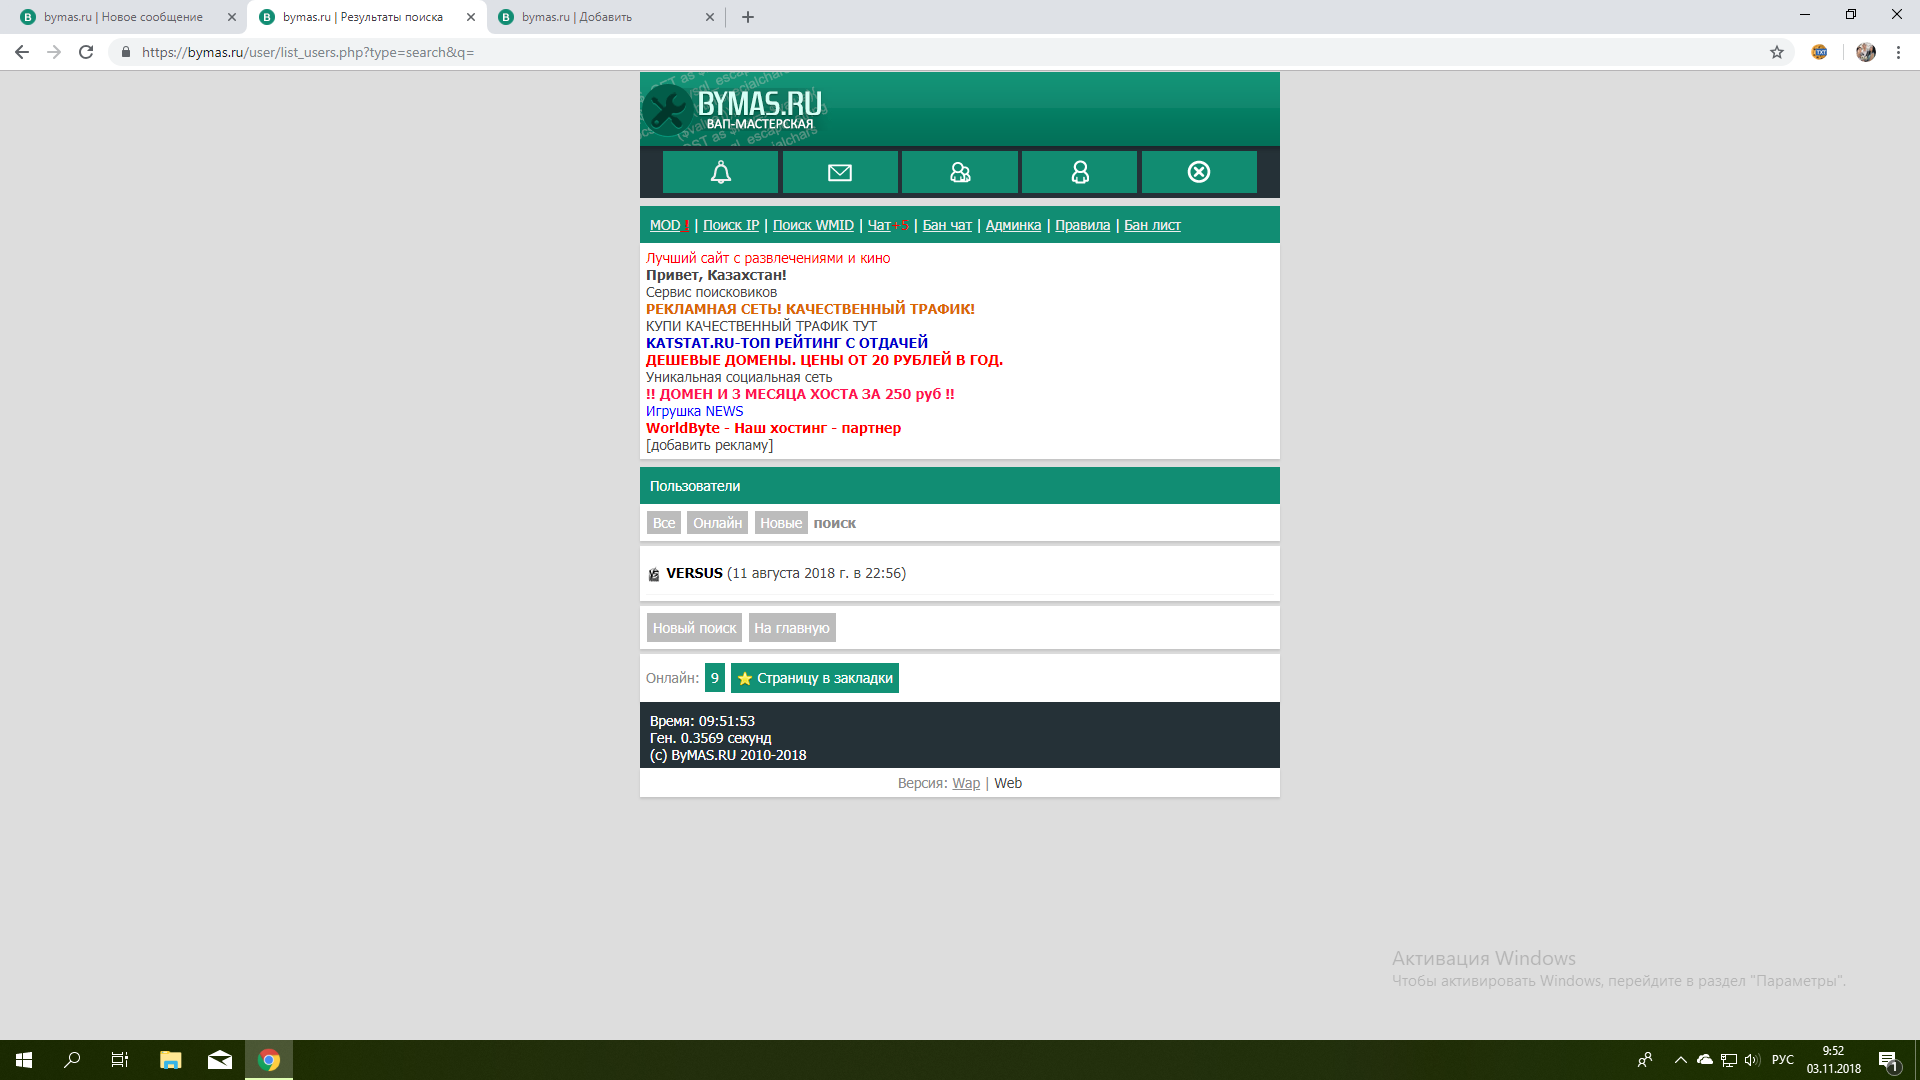 bymas.ru | Новое сообщение
bymas.ru | Результаты поиска
bymas.ru | Добавить
https://bymas.ru/user/list_users.php?type=search&q=
BYMAS.RU
ВАП-МАСТЕРСКАЯ
MOD | Поиск IP | Поиск WMID | Чат +5 | Бан чат | Админка | Правила | Бан лист
Лучший сайт с развлечениями и кино
Привет, Казахстан!
Сервис поисковиков
РЕКЛАМНАЯ СЕТЬ! КАЧЕСТВЕННЫЙ ТРАФИК!
КУПИ КАЧЕСТВЕННЫЙ ТРАФИК ТУТ
KATSTAT.RU-ТОП РЕЙТИНГ С ОТДАЧЕЙ
ДЕШЕВЫЕ ДОМЕНЫ. ЦЕНЫ ОТ 20 РУБЛЕЙ В ГОД.
Уникальная социальная сеть
!! ДОМЕН И 3 МЕСЯЦА ХОСТА ЗА 250 руб !!
Игрушка NEWS
WorldByte - Наш хостинг - партнер
[добавить рекламу]
Пользователи
Все Онлайн Новые поиск
VERSUS (11 августа 2018 г. в 22:56)
Новый поиск На главную
Онлайн: 9 Страницу в закладки
Время: 09:51:53
Ген. 0.3569 секунд
(c) ByMAS.RU 2010-2018
Версия: Wap | Web
Активация Windows
Чтобы активировать Windows, перейдите в раздел "Параметры".
РУС
9:52
03.11.2018
1